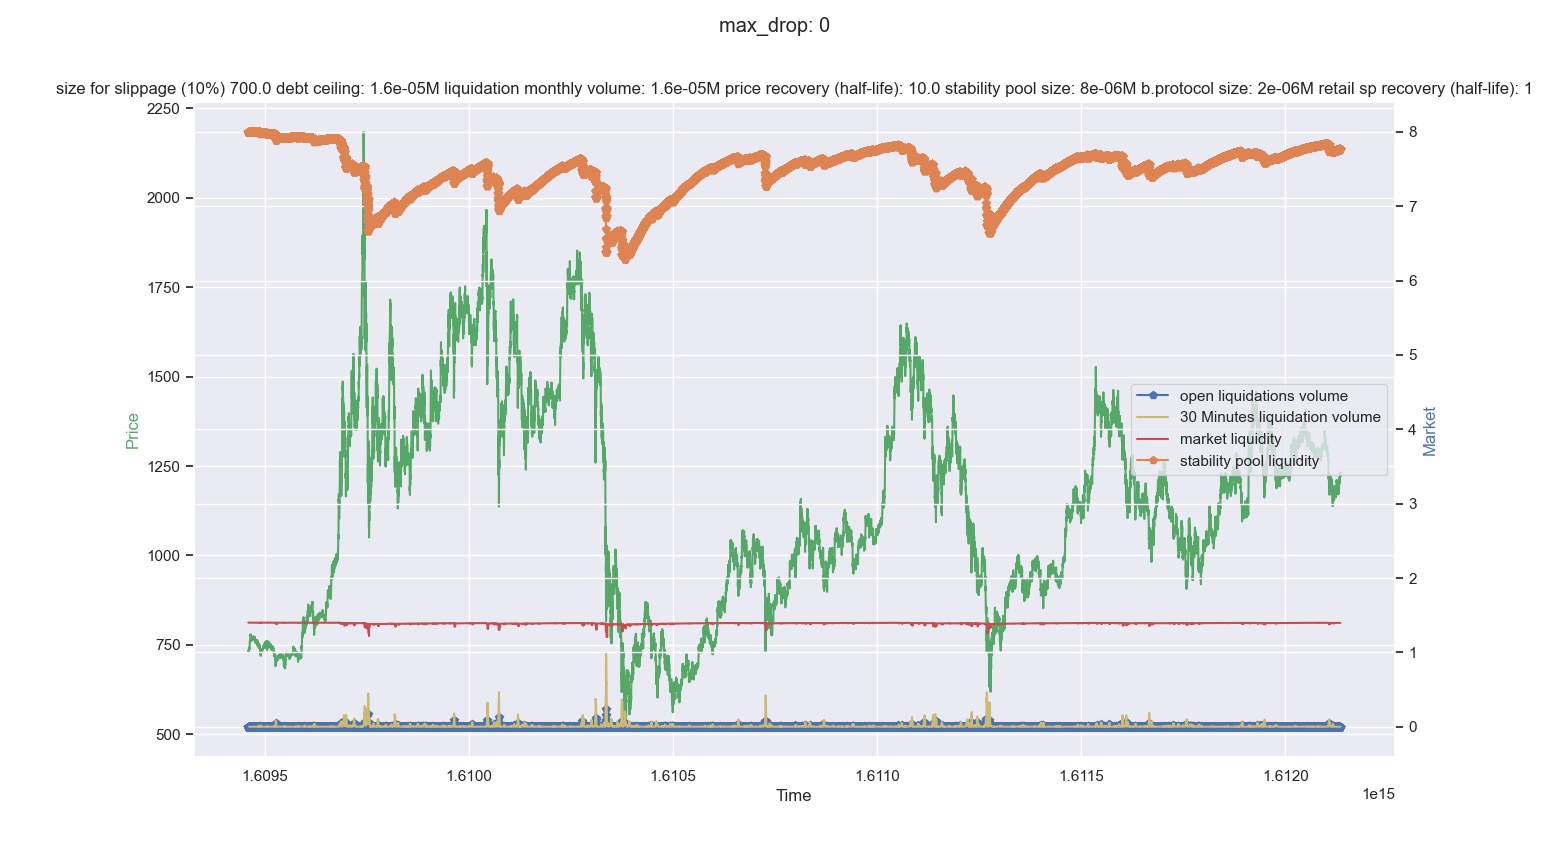 max_drop: 0
size for slippage (10%) 700.0 debt ceiling: 1.6e-05M liquidation monthly volume: 1.6e-05M price recovery (half-life): 10.0 stability pool size: 8e-06M b.protocol size: 2e-06M retail sp recovery (half-life): 1
2250
2000
1750
1500
1250
1000
750
500
Price
8
7
6
5
4
3
2
1
0
Market
open liquidations volume
30 Minutes liquidation volume
market liquidity
stability pool liquidity
1.6095 1.6100 1.6105 1.6110 1.6115 1.6120
Time
1e15